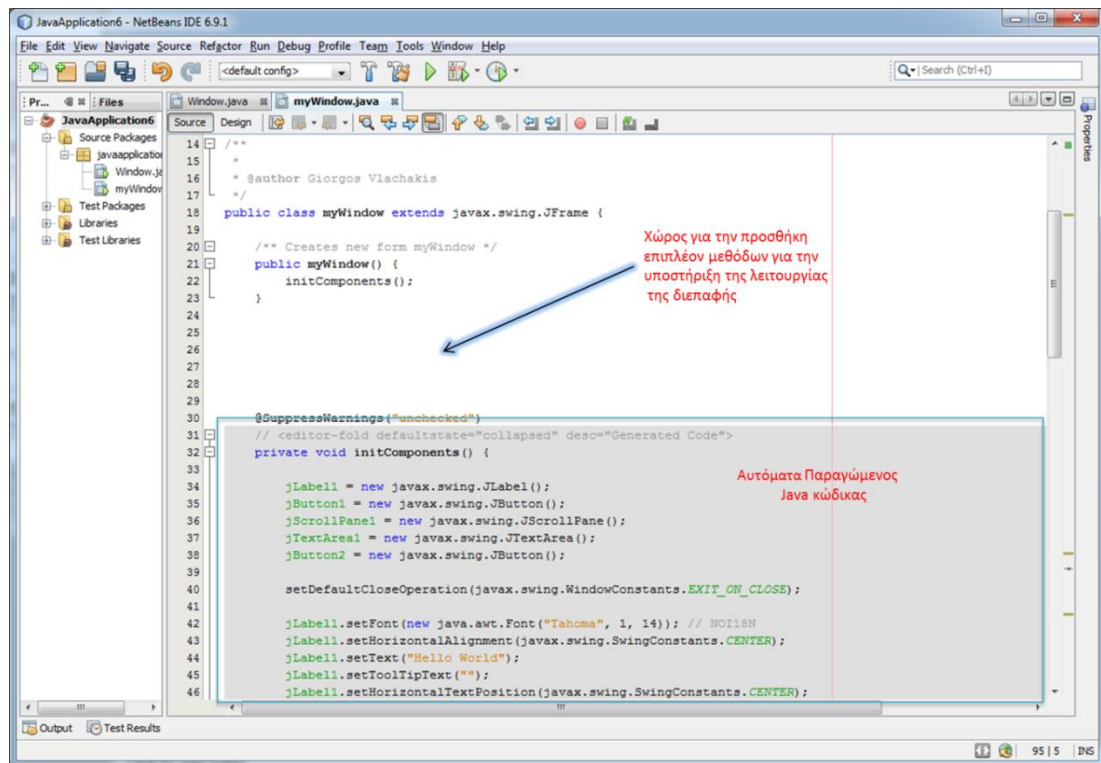 JavaApplication6 - NetBeans IDE 6.9.1
File Edit View Navigate Source Refactor Run Debug Profile Team Tools Window Help
<default config>
Search (Ctrl+I)
Pr... Files
Window.java myWindow.java
JavaApplication6
Source Packages
javaapplication
Window.ja
myWindow
Test Packages
Libraries
Test Libraries
Source Design
Properties
14 /**
15 *
16 * @author Giorgos Vlachakis
17 */
18 public class myWindow extends javax.swing.JFrame {
19
20 /** Creates new form myWindow */
21 public myWindow() {
22 initComponents();
23 }
24
25
26
27
28
29
30 @SuppressWarnings("unchecked")
31 // <editor-fold defaultstate="collapsed" desc="Generated Code">
32 private void initComponents() {
33
34 jLabel1 = new javax.swing.JLabel();
35 jButton1 = new javax.swing.JButton();
36 jScrollPane1 = new javax.swing.JScrollPane();
37 jTextArea1 = new javax.swing.JTextArea();
38 jButton2 = new javax.swing.JButton();
39
40 setDefaultCloseOperation(javax.swing.WindowConstants.EXIT_ON_CLOSE);
41
42 jLabel1.setFont(new java.awt.Font("Tahoma", 1, 14)); // NOI18N
43 jLabel1.setHorizontalAlignment(javax.swing.SwingConstants.CENTER);
44 jLabel1.setText("Hello World");
45 jLabel1.setToolTipText("");
46 jLabel1.setHorizontalTextPosition(javax.swing.SwingConstants.CENTER);
Χώρος για την προσθήκη
επιπλέον μεθόδων για την
υποστήριξη της λειτουργίας
της διεπαφής
Αυτόματα Παραγώμενος
Java κώδικας
Output Test Results
95 | 5 INS